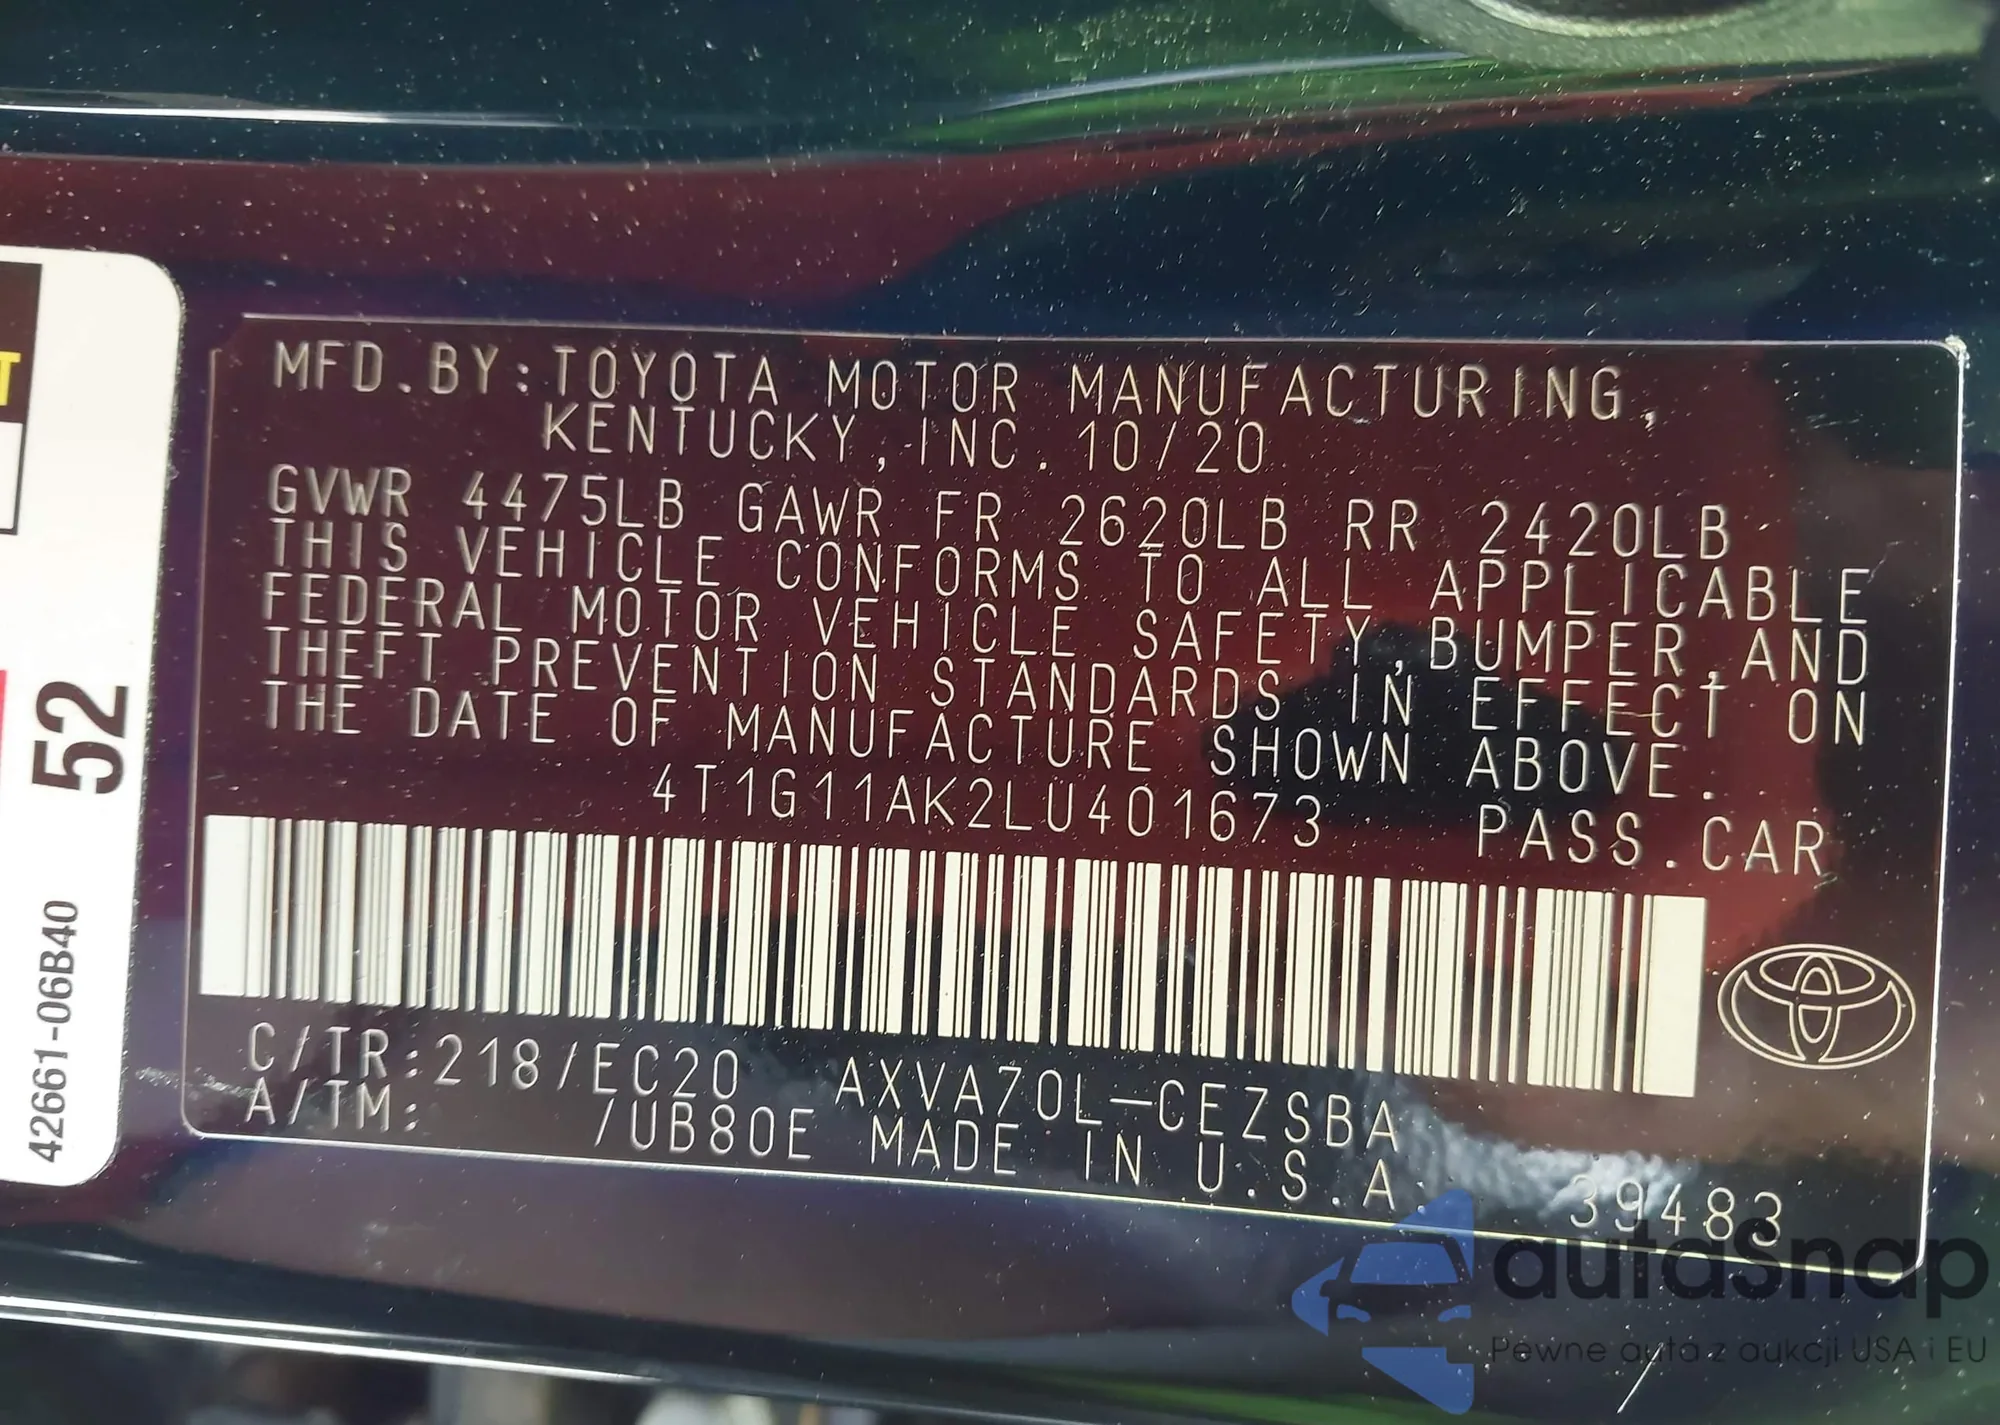 MFD.BY:TOYOTA MOTOR MANUFACTURING,
KENTUCKY,INC. 10/20
GVWR 4475LB GAWR FR 2620LB RR 2420LB
THIS VEHICLE CONFORMS TO ALL APPLICABLE
FEDERAL MOTOR VEHICLE SAFETY,BUMPER,AND
THEFT PREVENTION STANDARDS IN EFFECT ON
THE DATE OF MANUFACTURE SHOWN ABOVE.
4T1G11AK2LU401673 PASS.CAR
C/TR:218/EC20 AXVA70L-CEZSBA
A/TM: /UB80E MADE IN U.S.A. 39483
T
52
42661-06B40
autaSnap
Pewne auta z aukcji USA i EU